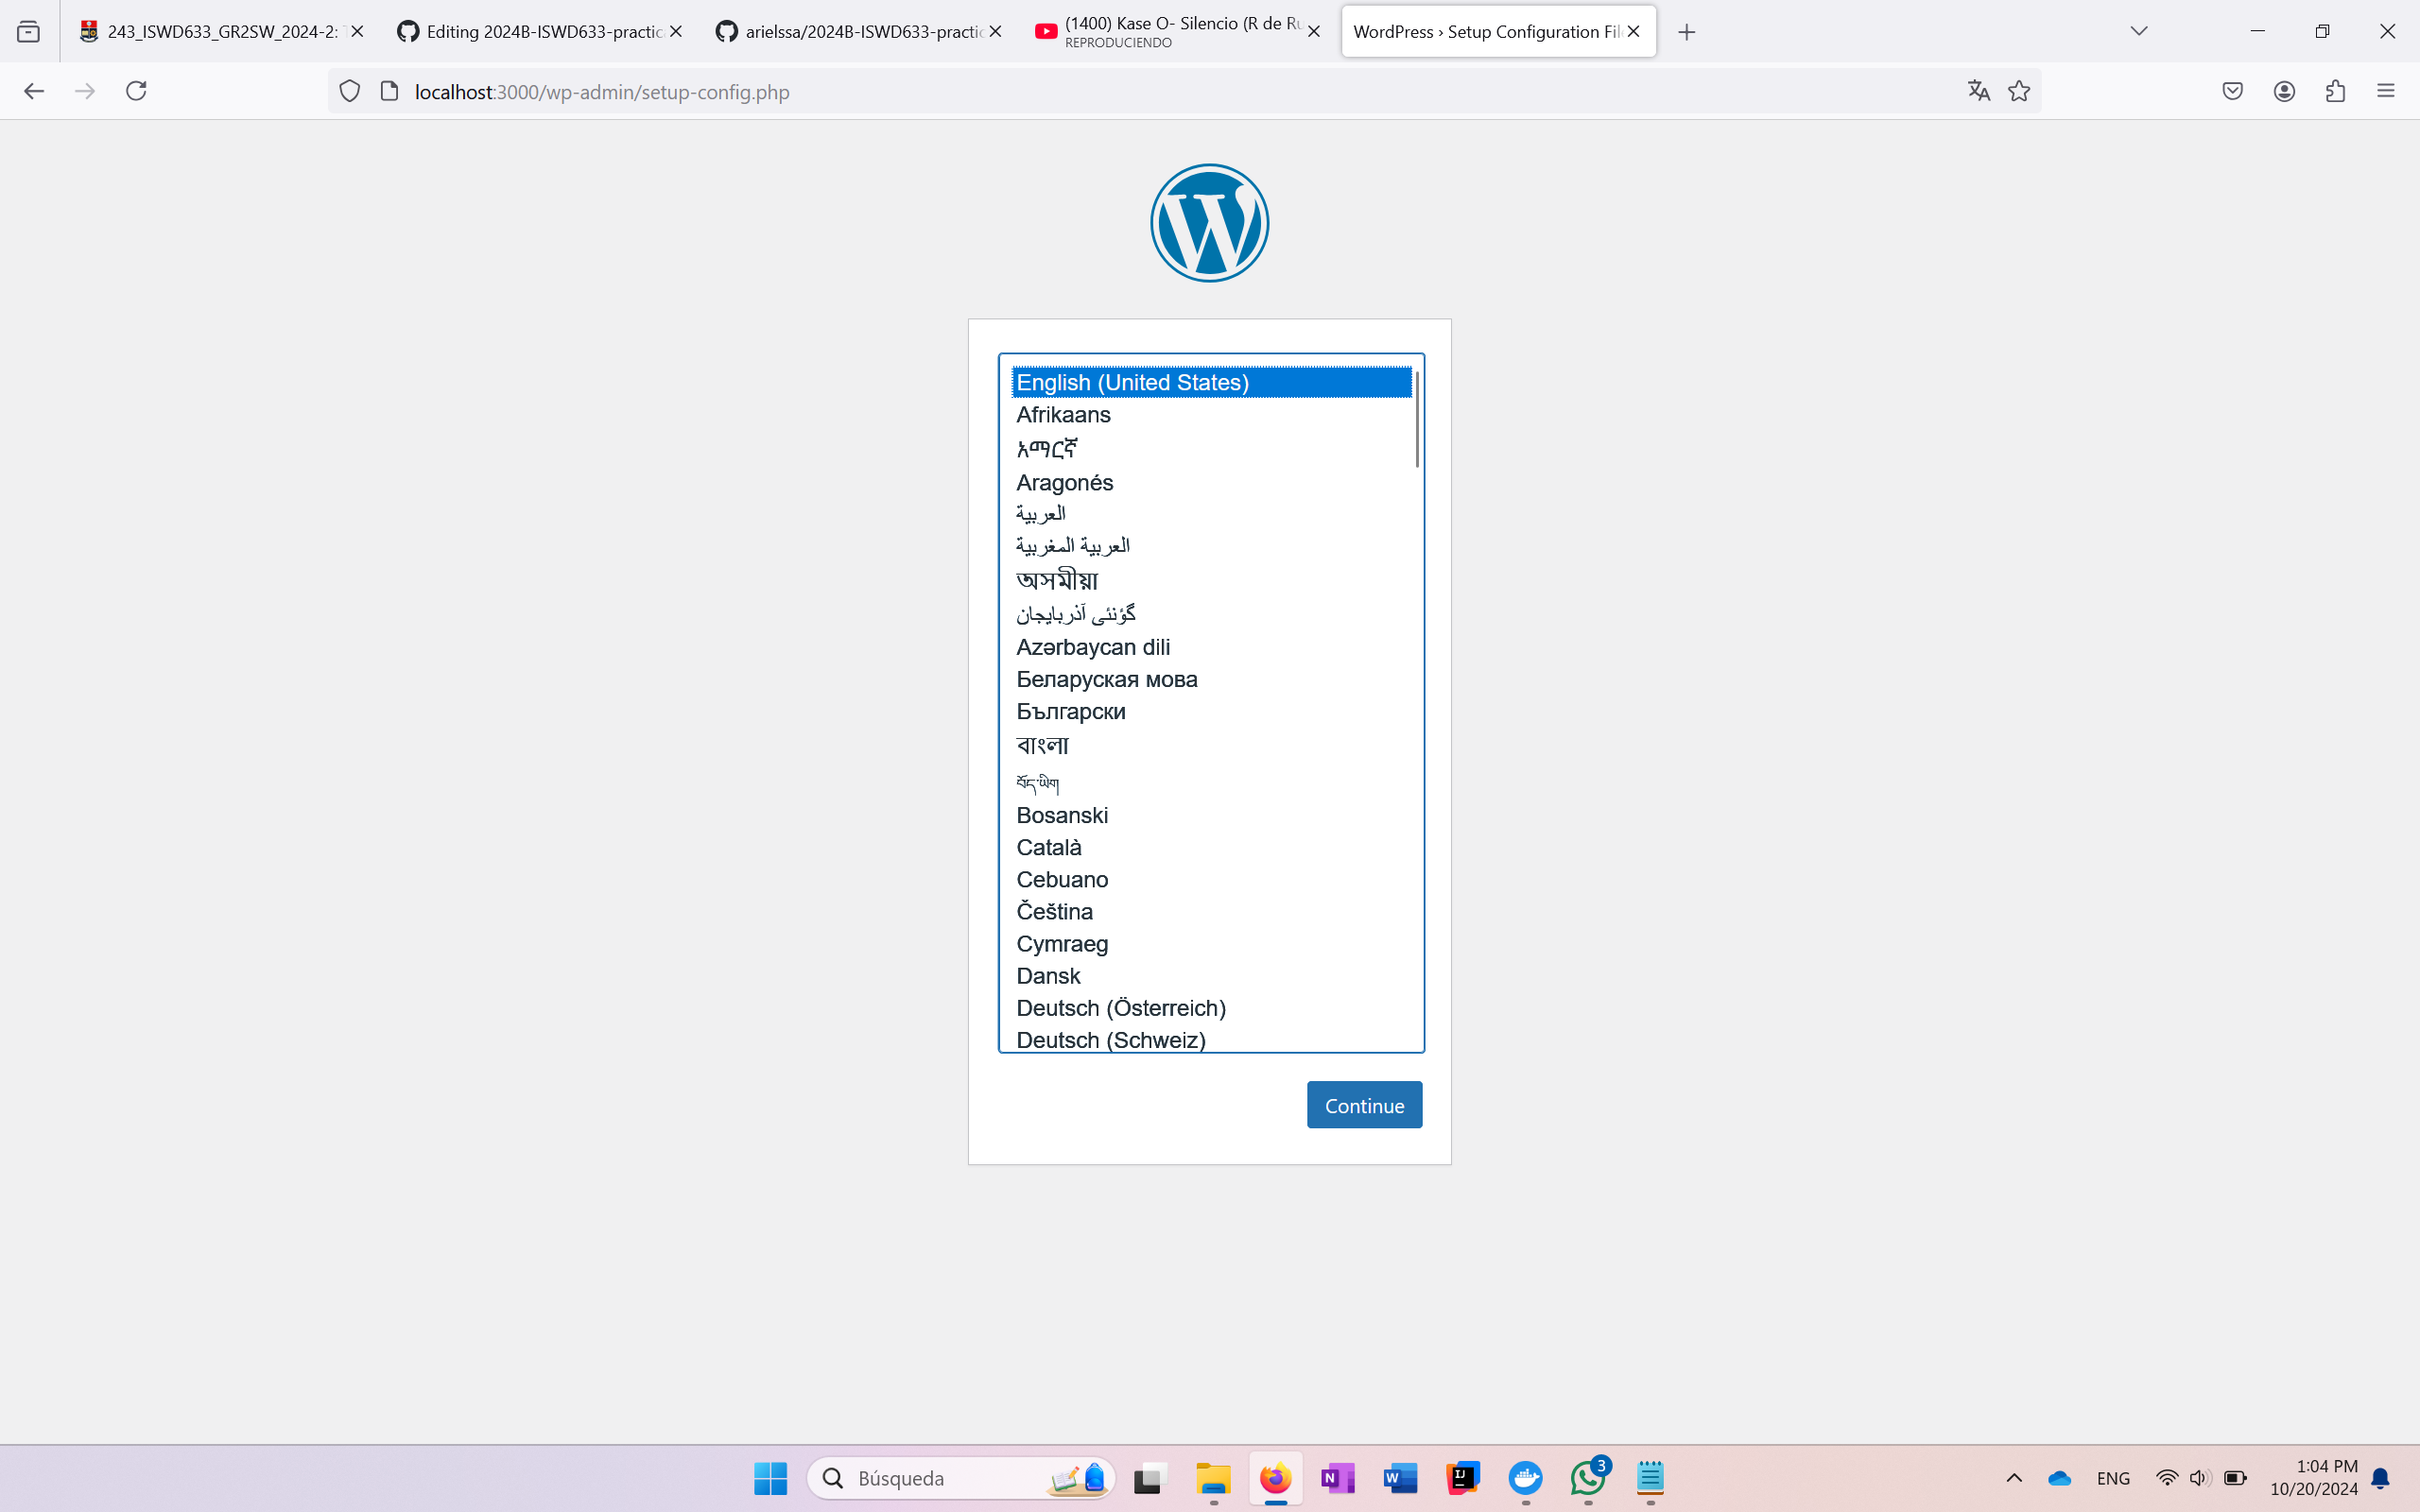 243_ISWD633_GR2SW_2024-2:
Editing 2024B-ISWD633-practic
arielssa/2024B-ISWD633-practic
(1400) Kase O- Silencio (R de Ru
REPRODUCIENDO
WordPress › Setup Configuration Fil
localhost:3000/wp-admin/setup-config.php
English (United States)
Afrikaans
አማርኛ
Aragonés
العربية
العربية المغربية
অসমীয়া
گؤنئی آذربایجان
Azərbaycan dili
Беларуская мова
Български
বাংলা
བོད་ཡིག
Bosanski
Català
Cebuano
Čeština
Cymraeg
Dansk
Deutsch (Österreich)
Deutsch (Schweiz)
Continue
Búsqueda
3
ENG
1:04 PM
10/20/2024